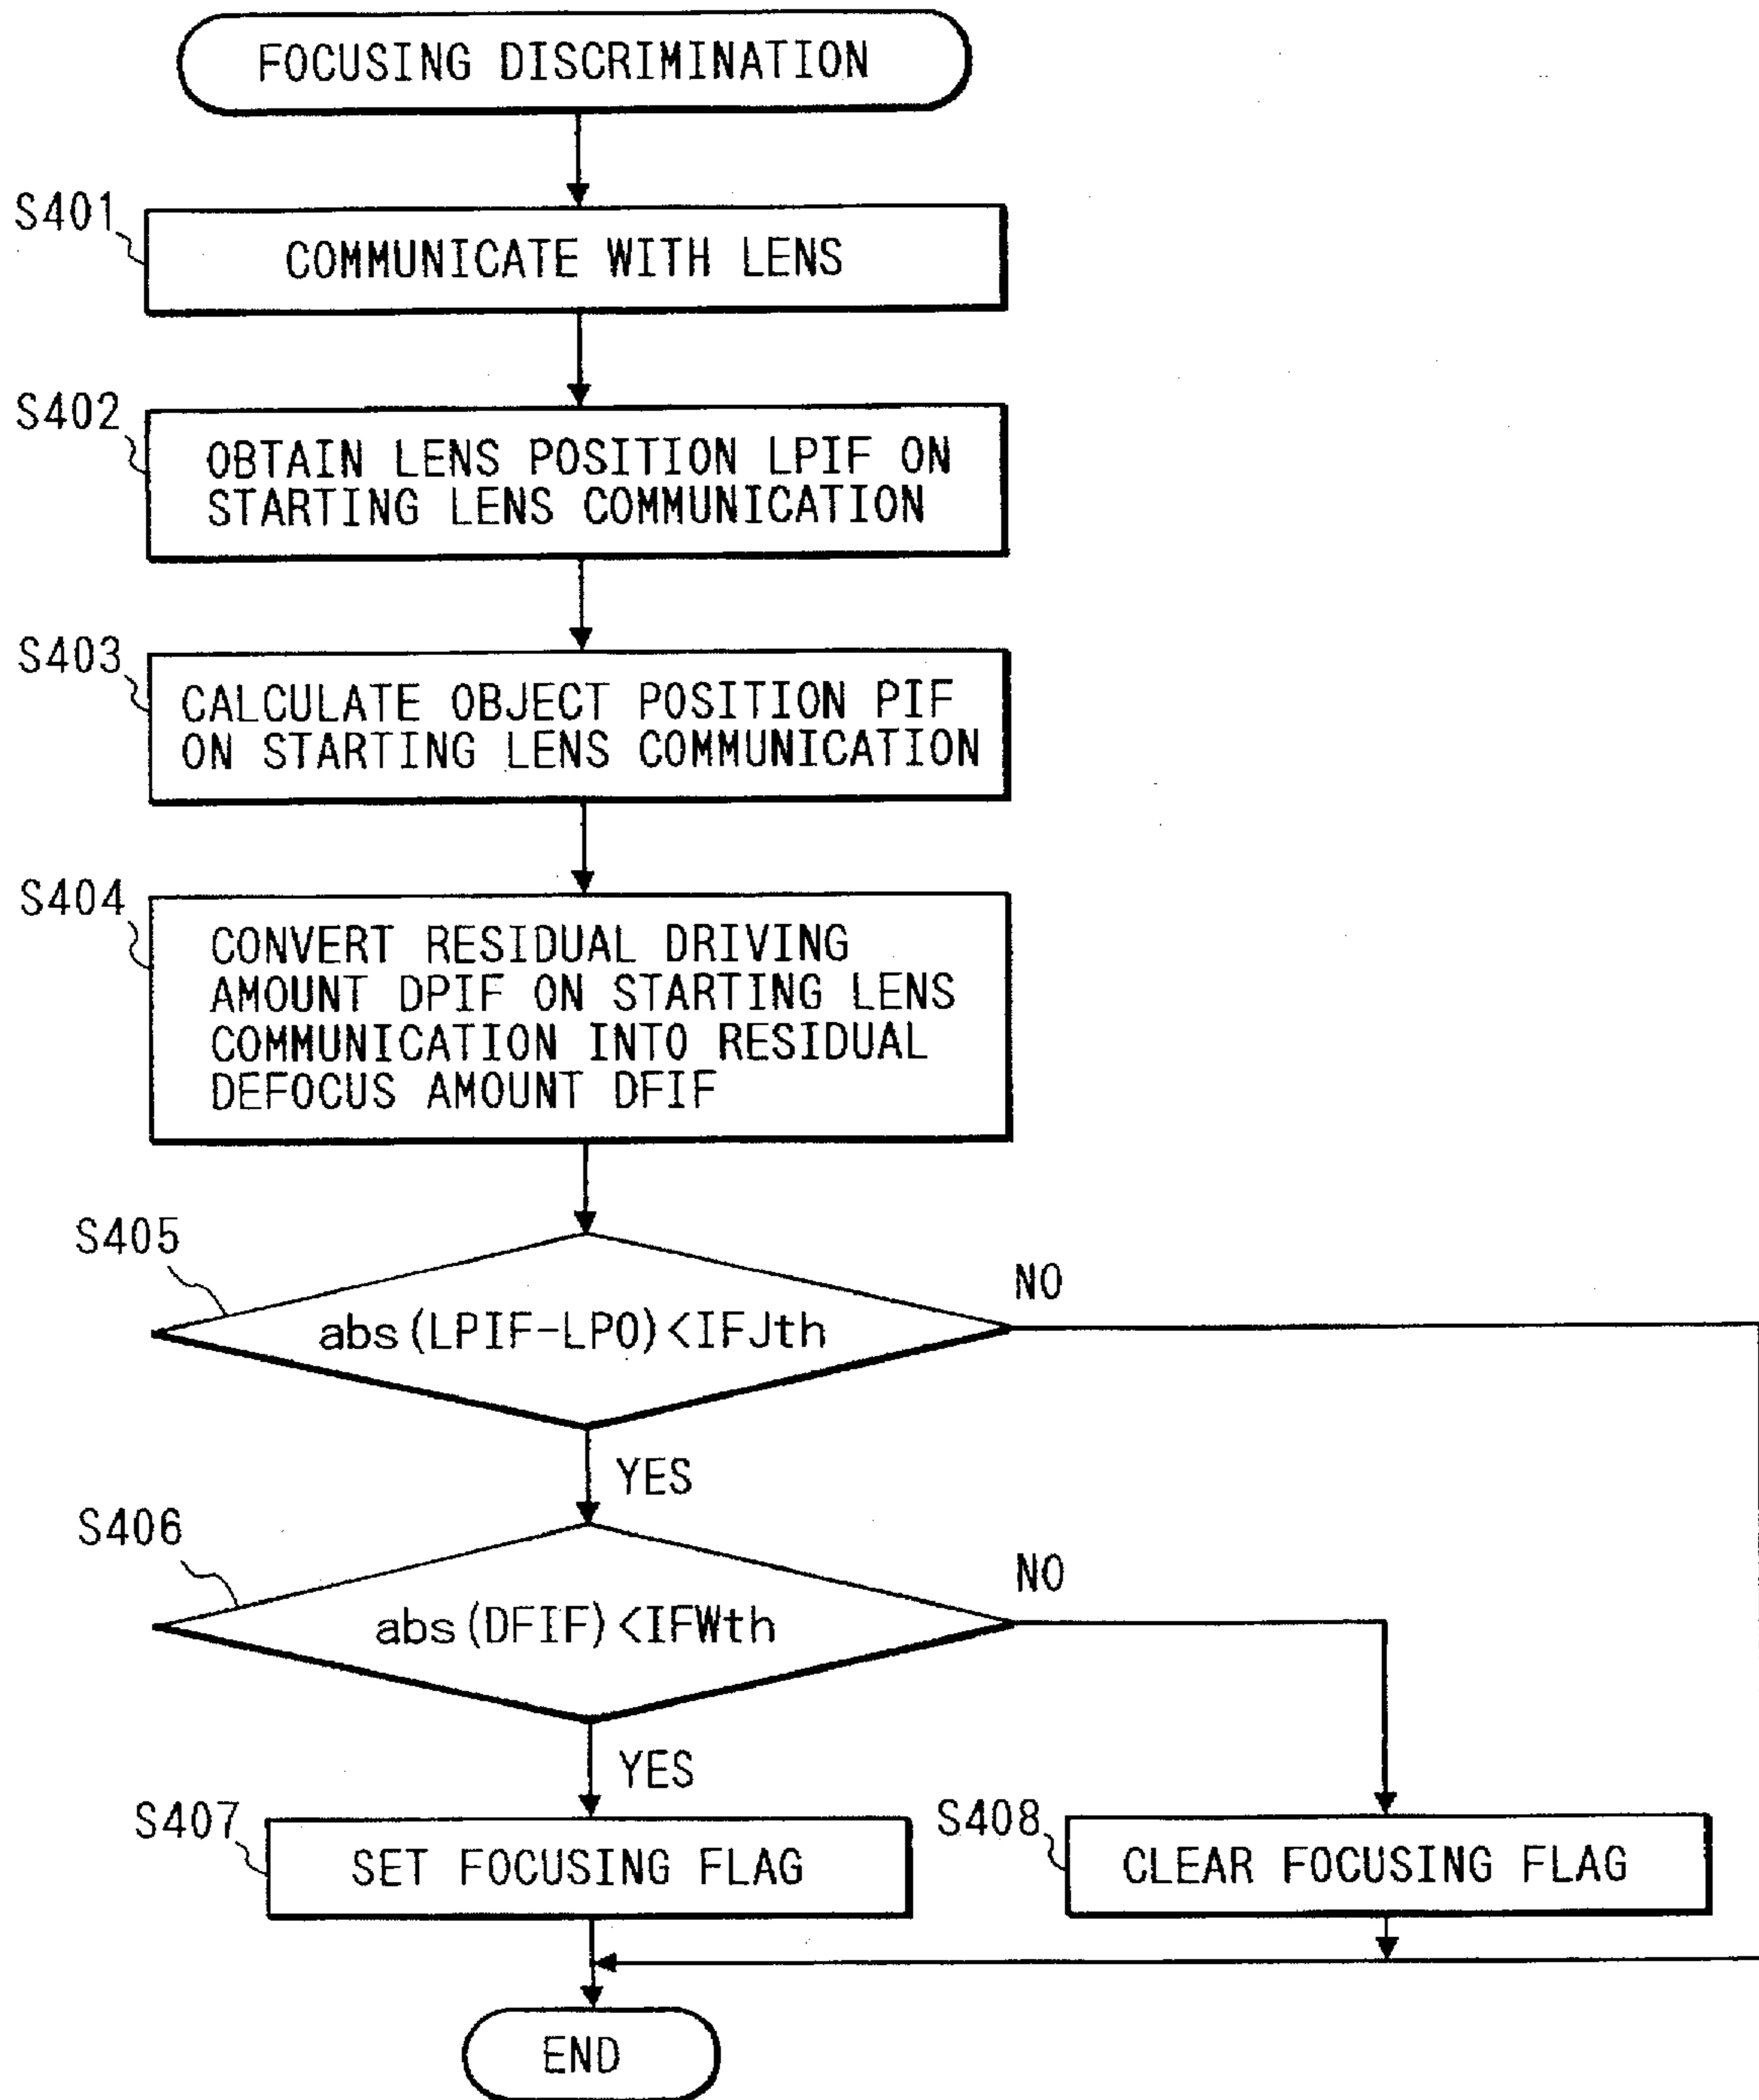 FOCUSING DISCRIMINATION
S401
COMMUNICATE WITH LENS
S402
OBTAIN LENS POSITION LPIF ON
STARTING LENS COMMUNICATION
S403
CALCULATE OBJECT POSITION PIF
ON STARTING LENS COMMUNICATION
S404
CONVERT RESIDUAL DRIVING
AMOUNT DPIF ON STARTING LENS
COMMUNICATION INTO RESIDUAL
DEFOCUS AMOUNT DFIF
S405
abs(LPIF-LP0)<IFJth
NO
YES
S406
abs(DFIF)<IFWth
NO
YES
S407
SET FOCUSING FLAG
S408
CLEAR FOCUSING FLAG
END